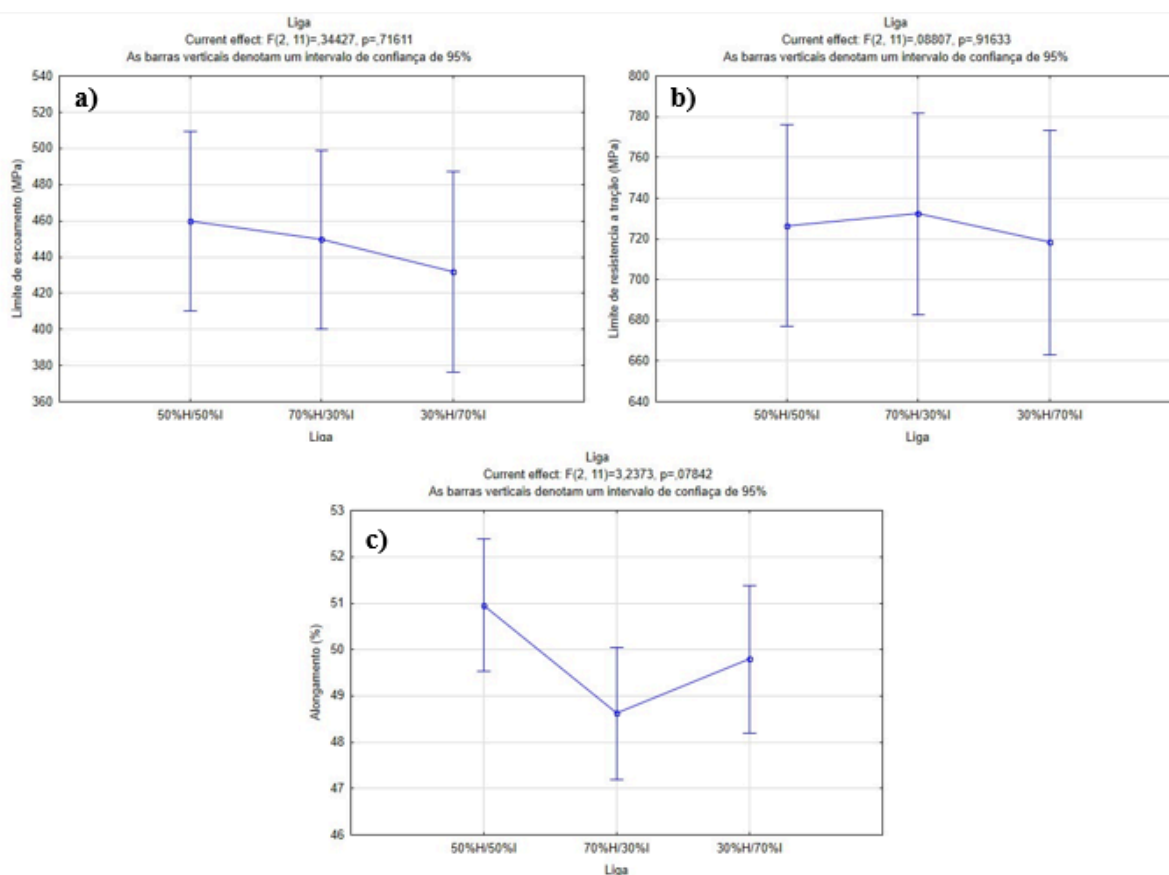 Liga
Current effect: F(2, 11)=,34427, p=,71611
As barras verticais denotam um intervalo de confiança de 95%
a)
540
520
500
480
460
440
420
400
380
360
Limite de escoamento (MPa)
50%H/50%I
70%H/30%I
30%H/70%I
Liga
Liga
Current effect: F(2, 11)=,08807, p=,91633
As barras verticais denotam um intervalo de confiança de 95%
b)
800
780
760
740
720
700
680
660
640
Limite de resistencia a tração (MPa)
50%H/50%I
70%H/30%I
30%H/70%I
Liga
Liga
Current effect: F(2, 11)=3,2373, p=,07842
As barras verticais denotam um intervalo de confiaça de 95%
c)
53
52
51
50
49
48
47
46
Alongamento (%)
50%H/50%I
70%H/30%I
30%H/70%I
Liga